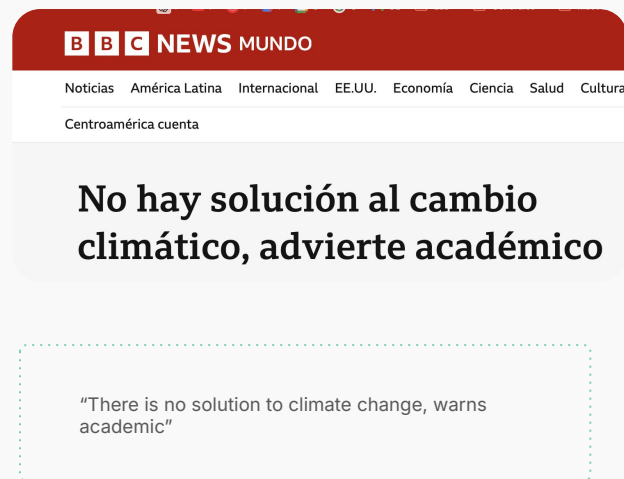 BBC NEWS MUNDO
Noticias América Latina Internacional EE.UU. Economía Ciencia Salud Cultura
Centroamérica cuenta
No hay solución al cambio
climático, advierte académico
“There is no solution to climate change, warns
academic”